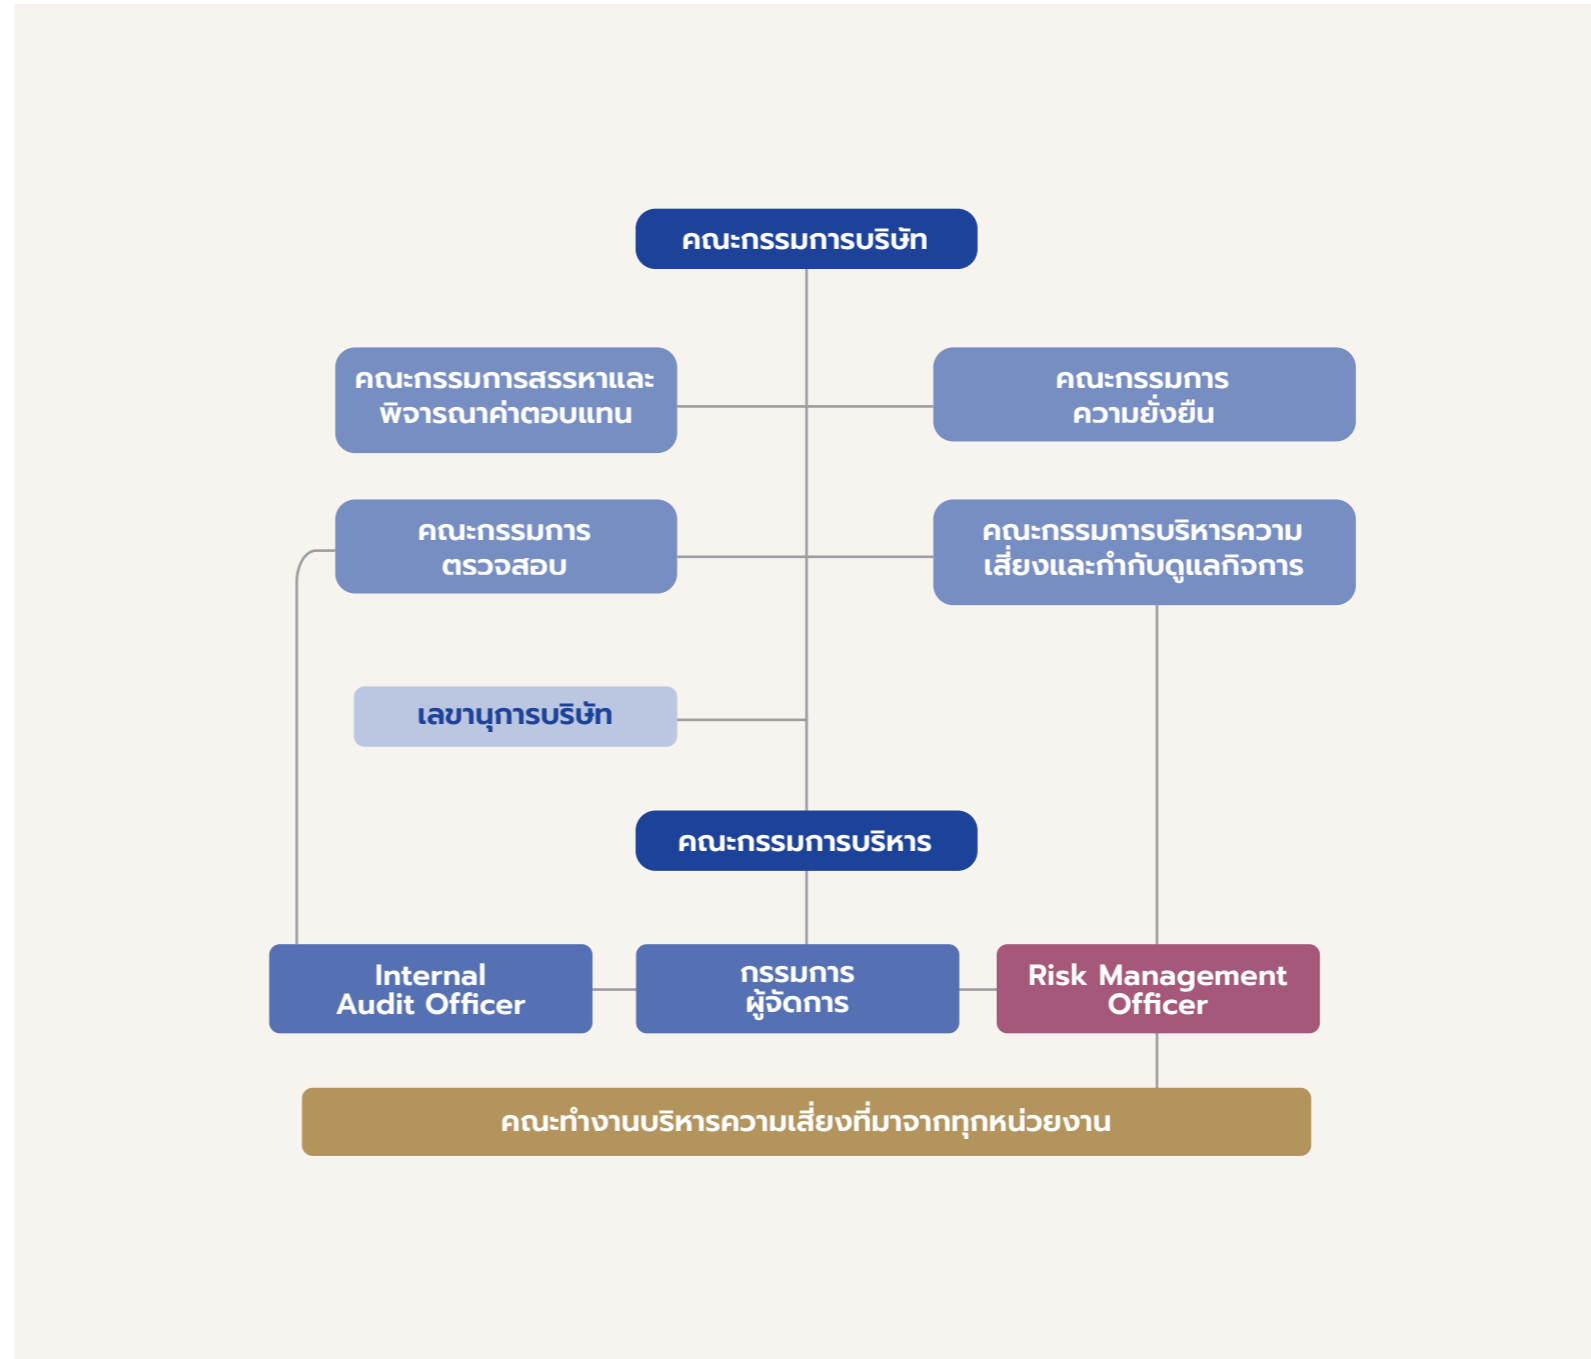 คณะกรรมการบริษัท
คณะกรรมการสรรหาและ
พิจารณาค่าตอบแทน
คณะกรรมการ
ความยั่งยืน
คณะกรรมการ
ตรวจสอบ
คณะกรรมการบริหารความ
เสี่ยงและกำกับดูแลกิจการ
เลขานุการบริษัท
คณะกรรมการบริหาร
Internal
Audit Officer
กรรมการ
ผู้จัดการ
Risk Management
Officer
คณะทำงานบริหารความเสี่ยงที่มาจากทุกหน่วยงาน